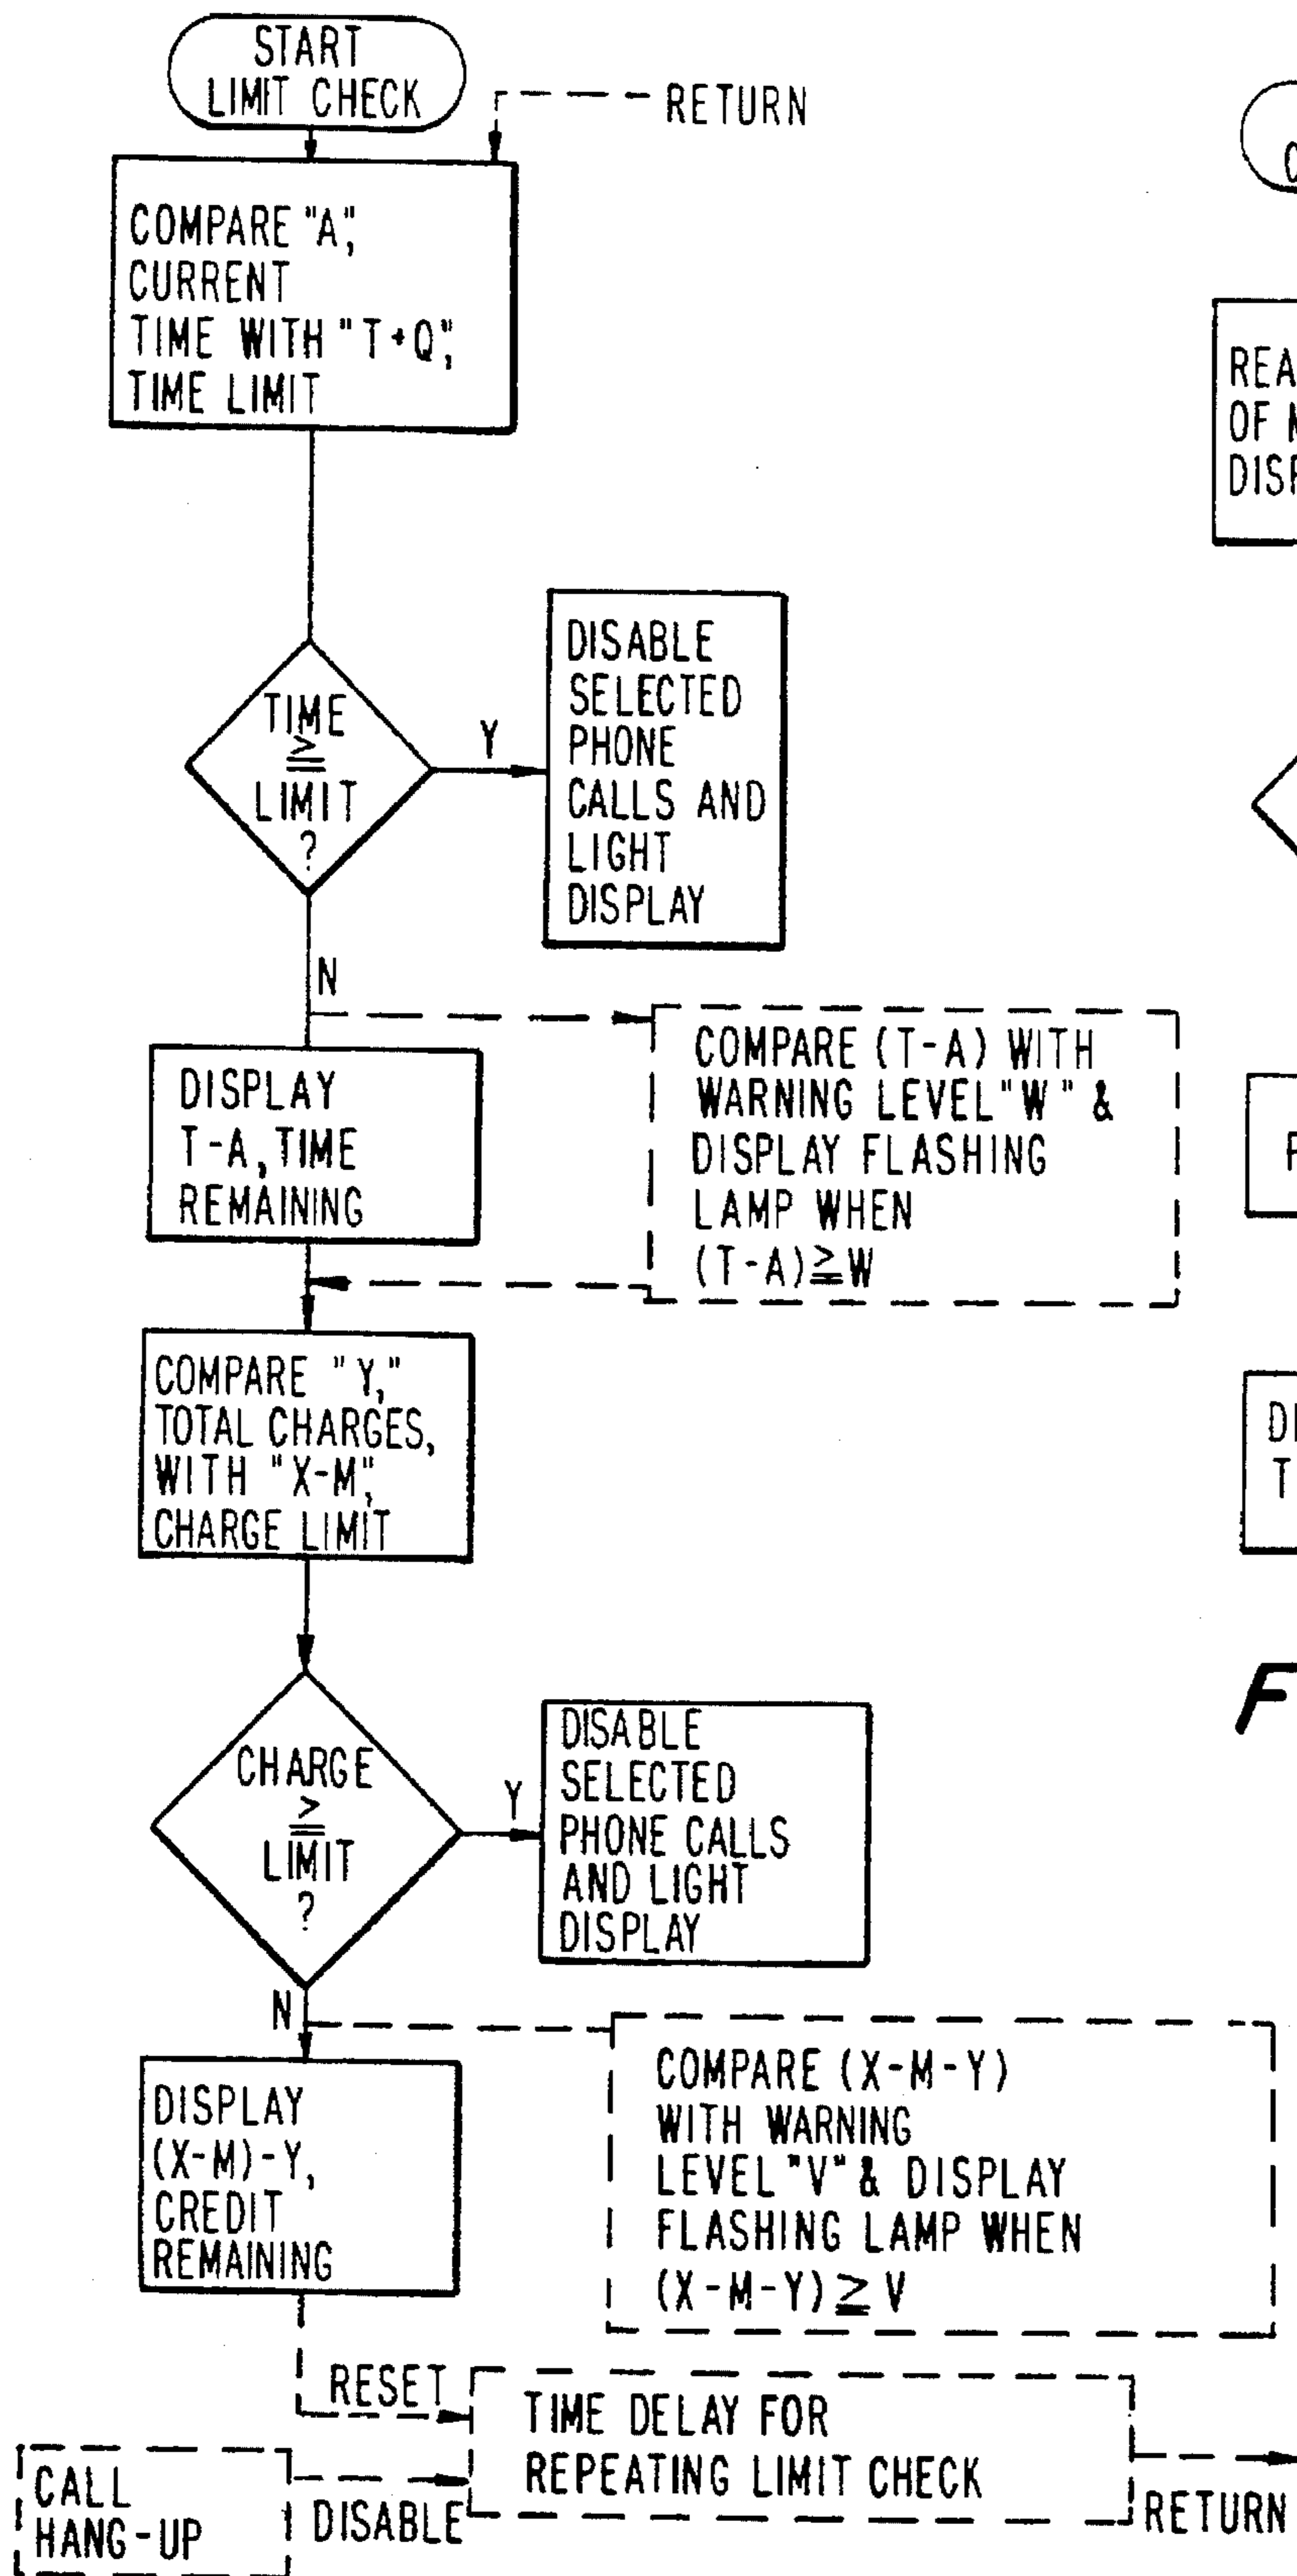 START
LIMIT CHECK
RETURN
COMPARE "A",
CURRENT
TIME WITH "T+Q",
TIME LIMIT
TIME
≧
LIMIT
?
Y
DISABLE
SELECTED
PHONE
CALLS AND
LIGHT
DISPLAY
N
DISPLAY
T-A, TIME
REMAINING
COMPARE (T-A) WITH
WARNING LEVEL "W" &
DISPLAY FLASHING
LAMP WHEN
(T-A)≧W
COMPARE "Y,"
TOTAL CHARGES,
WITH "X-M",
CHARGE LIMIT
CHARGE
≧
LIMIT
?
Y
DISABLE
SELECTED
PHONE CALLS
AND LIGHT
DISPLAY
N
DISPLAY
(X-M)-Y,
CREDIT
REMAINING
COMPARE (X-M-Y)
WITH WARNING
LEVEL "V" & DISPLAY
FLASHING LAMP WHEN
(X-M-Y) ≧ V
RESET
TIME DELAY FOR
REPEATING LIMIT CHECK
CALL
HANG-UP
DISABLE
RETURN